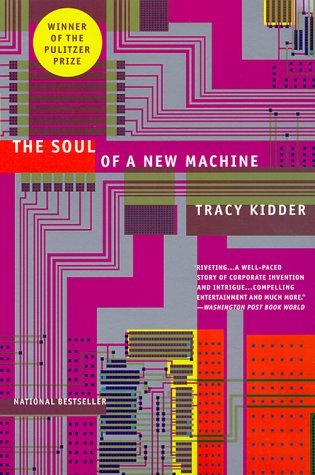 WINNER
OF THE
PULITZER
PRIZE
THE SOUL
OF A NEW MACHINE
TRACY KIDDER
"RIVETING...A WELL-PACED
STORY OF CORPORATE INVENTION
AND INTRIGUE...COMPELLING
ENTERTAINMENT AND MUCH MORE."
—WASHINGTON POST BOOK WORLD
NATIONAL BESTSELLER